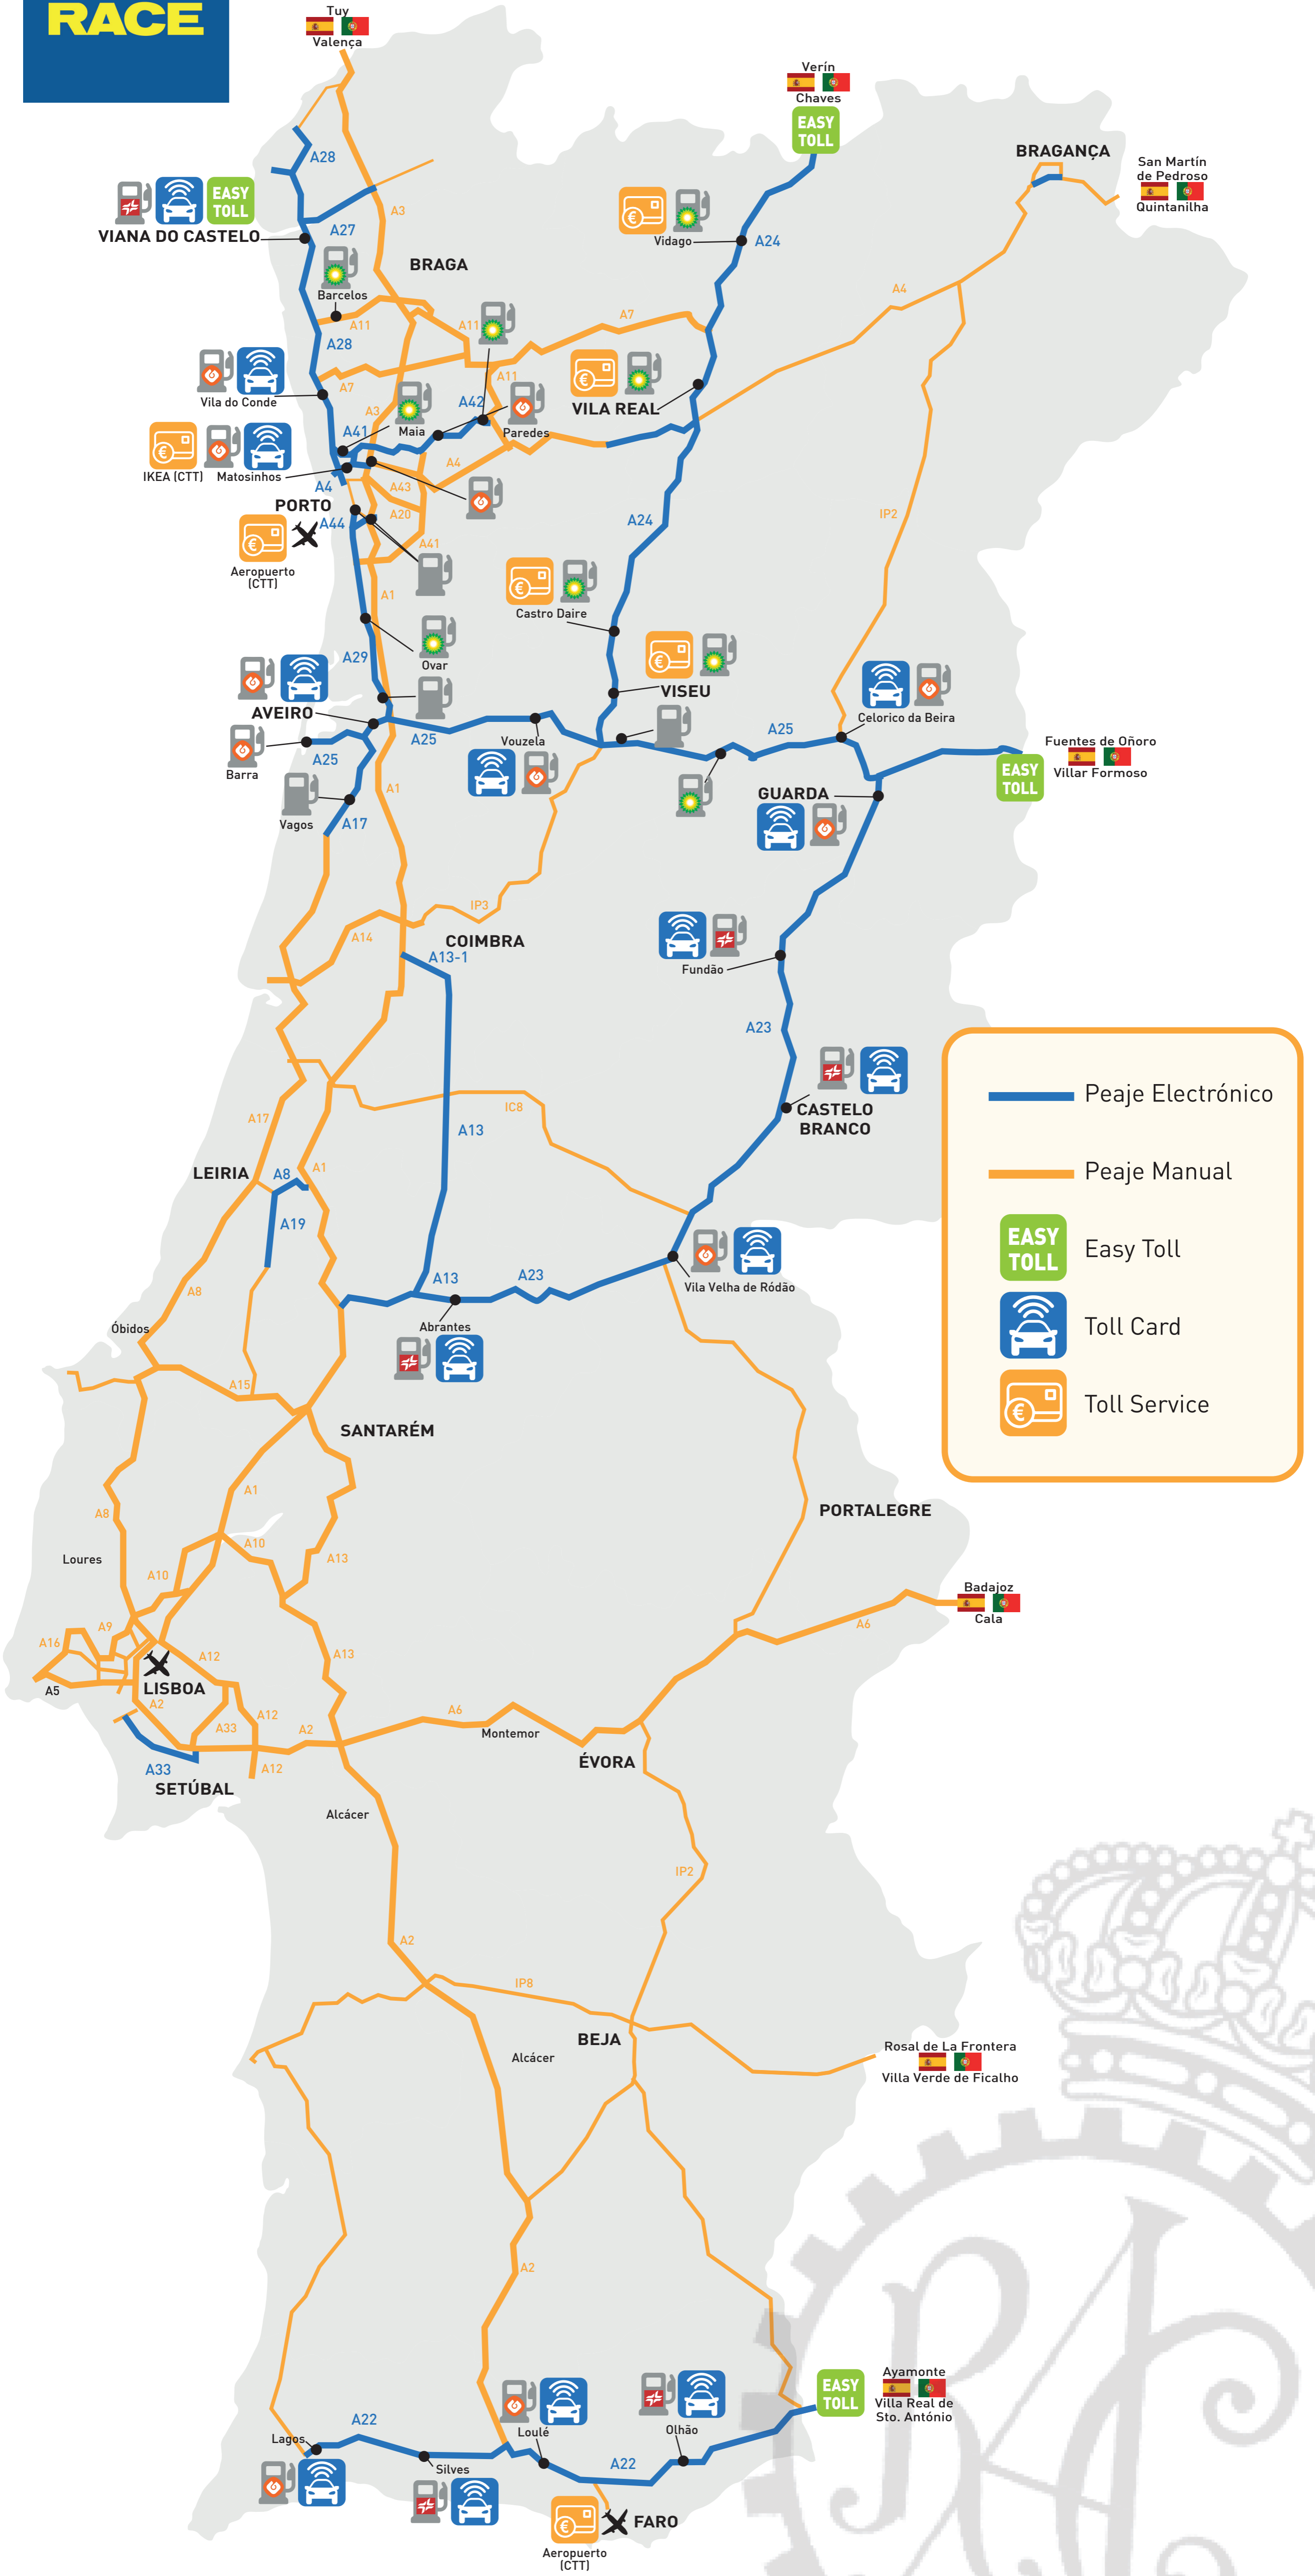 RACE
Tuy
Valença
Verín
Chaves
EASY
TOLL
BRAGANÇA
San Martín
de Pedroso
Quintanilha
A28
EASY
TOLL
VIANA DO CASTELO
A27
A3
Vidago
A24
BRAGA
Barcelos
A11
A11
A7
A4
A28
A7
A11
VILA REAL
Vila do Conde
A3
A42
A41
Maia
Paredes
IKEA (CTT)
Matosinhos
A4
A4
A43
PORTO
A44
A20
A24
IP2
A41
Aeropuerto
(CTT)
A1
Castro Daire
Ovar
A29
VISEU
AVEIRO
Celorico da Beira
A25
A25
Vouzela
Fuentes de Oñoro
Villar Formoso
EASY
TOLL
A25
Barra
A1
GUARDA
Vagos
A17
IP3
A14
COIMBRA
A13-1
Fundão
A23
Peaje Electrónico
Peaje Manual
EASY
TOLL
Easy Toll
Toll Card
Toll Service
IC8
A17
CASTELO
BRANCO
A13
LEIRIA
A8
A1
A19
A13
A23
Vila Velha de Ródão
A8
Óbidos
Abrantes
A15
SANTARÉM
A1
A8
PORTALEGRE
A10
Loures
A13
A10
Badajoz
Cala
A9
A6
A16
A12
A13
A5
LISBOA
A2
A12
A33
A2
A6
Montemor
A33
A12
ÉVORA
SETÚBAL
Alcácer
IP2
A2
IP8
BEJA
Alcácer
Rosal de La Frontera
Villa Verde de Ficalho
A2
EASY
TOLL
Ayamonte
Villa Real de
Sto. António
A22
Lagos
Loulé
Olhão
Silves
A22
FARO
Aeropuerto
(CTT)